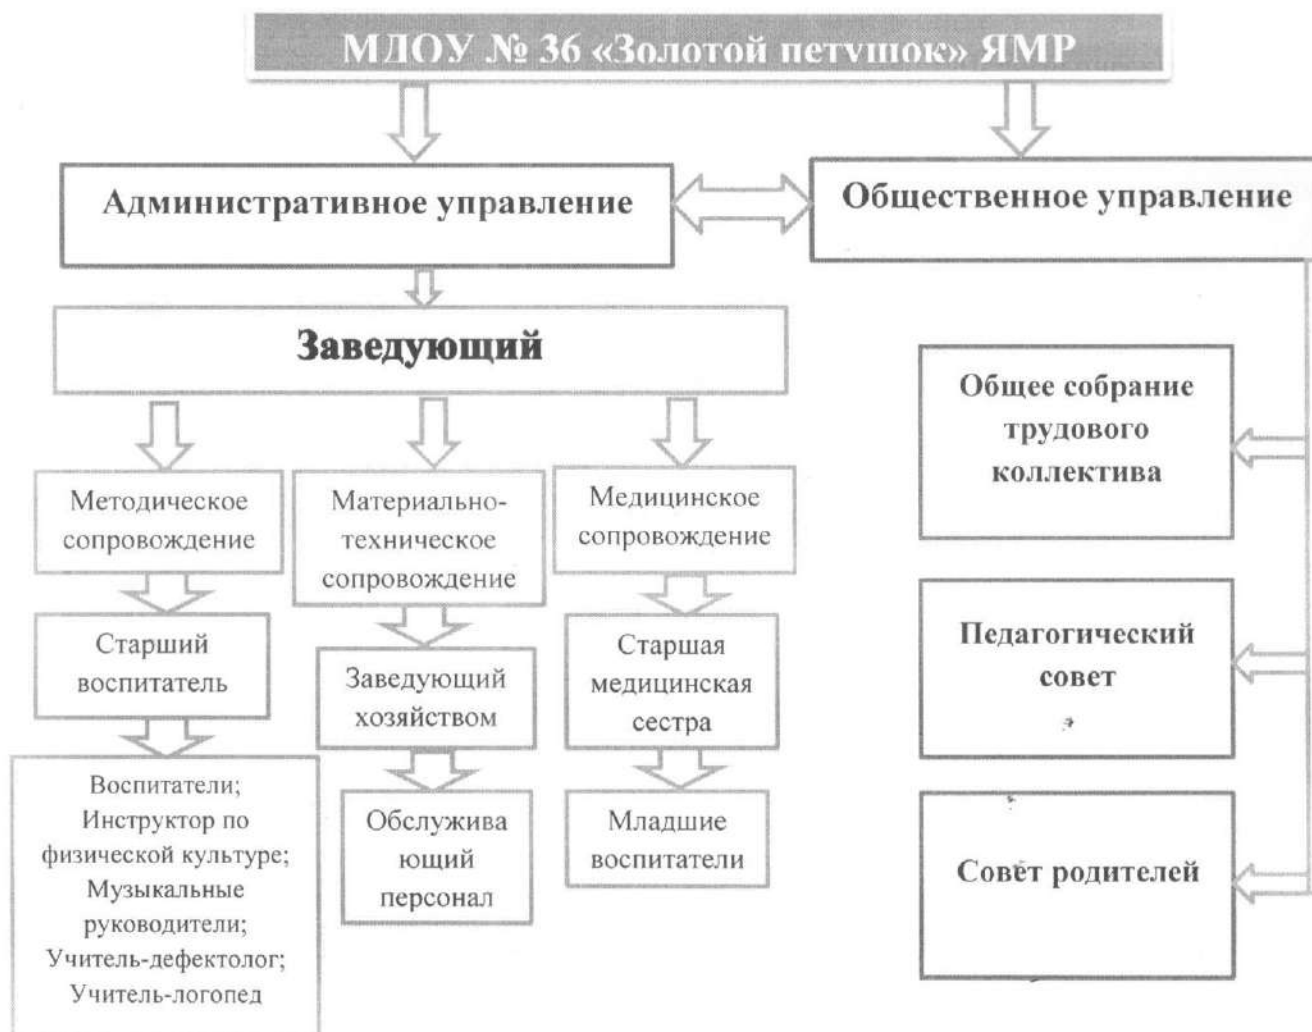 МДОУ № 36 «Золотой петушок» ЯМР
Административное управление
Общественное управление
Заведующий
Общее собрание
трудового
коллектива
Методическое
сопровождение
Материально-
техническое
сопровождение
Медицинское
сопровождение
Старший
воспитатель
Заведующий
хозяйством
Старшая
медицинская
сестра
Педагогический
совет
Воспитатели;
Инструктор по
физической культуре;
Музыкальные
руководители;
Учитель-дефектолог;
Учитель-логопед
Обслужива
ющий
персонал
Младшие
воспитатели
Совет родителей